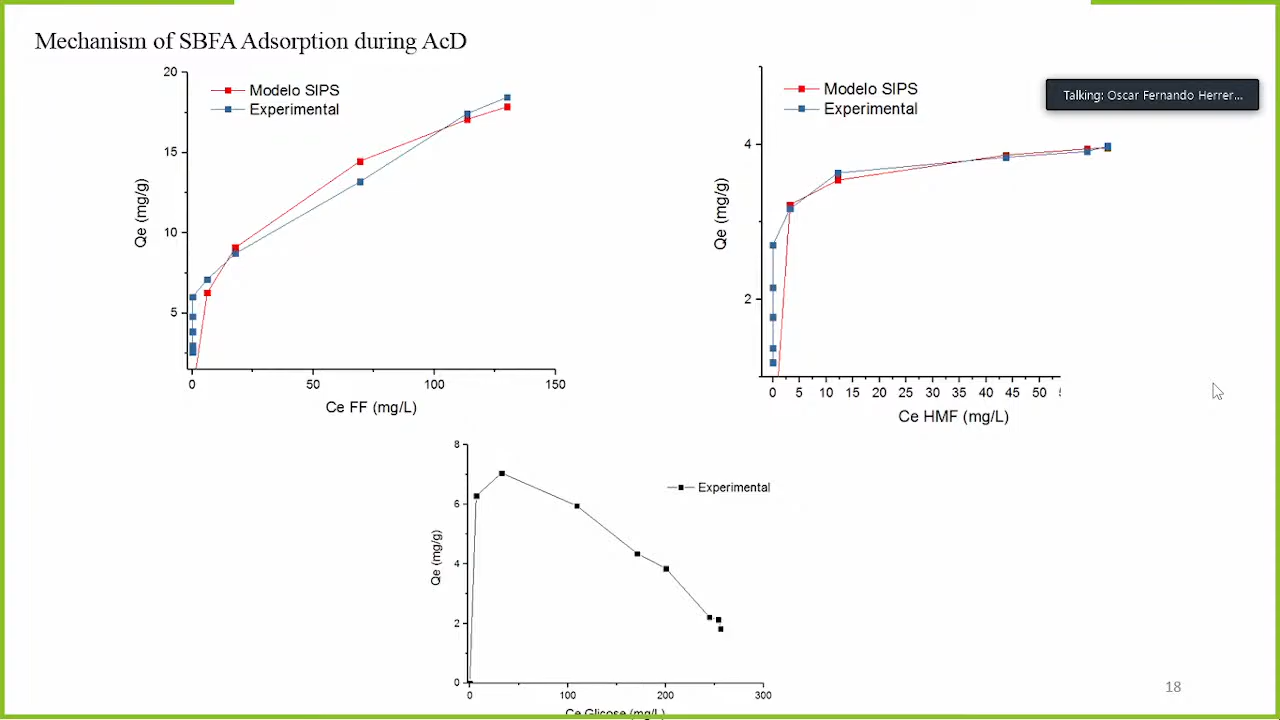 Mechanism of SBFA Adsorption during AcD
20
15
10
5
Qe (mg/g)
Modelo SIPS
Experimental
0 50 100 150
Ce FF (mg/L)
4
2
Qe (mg/g)
Modelo SIPS
Experimental
Talking: Oscar Fernando Herrer...
0 5 10 15 20 25 30 35 40 45 50
Ce HMF (mg/L)
8
6
4
2
0
Qe (mg/g)
Experimental
0 100 200 300
Ce Glicose (mg/L)
18